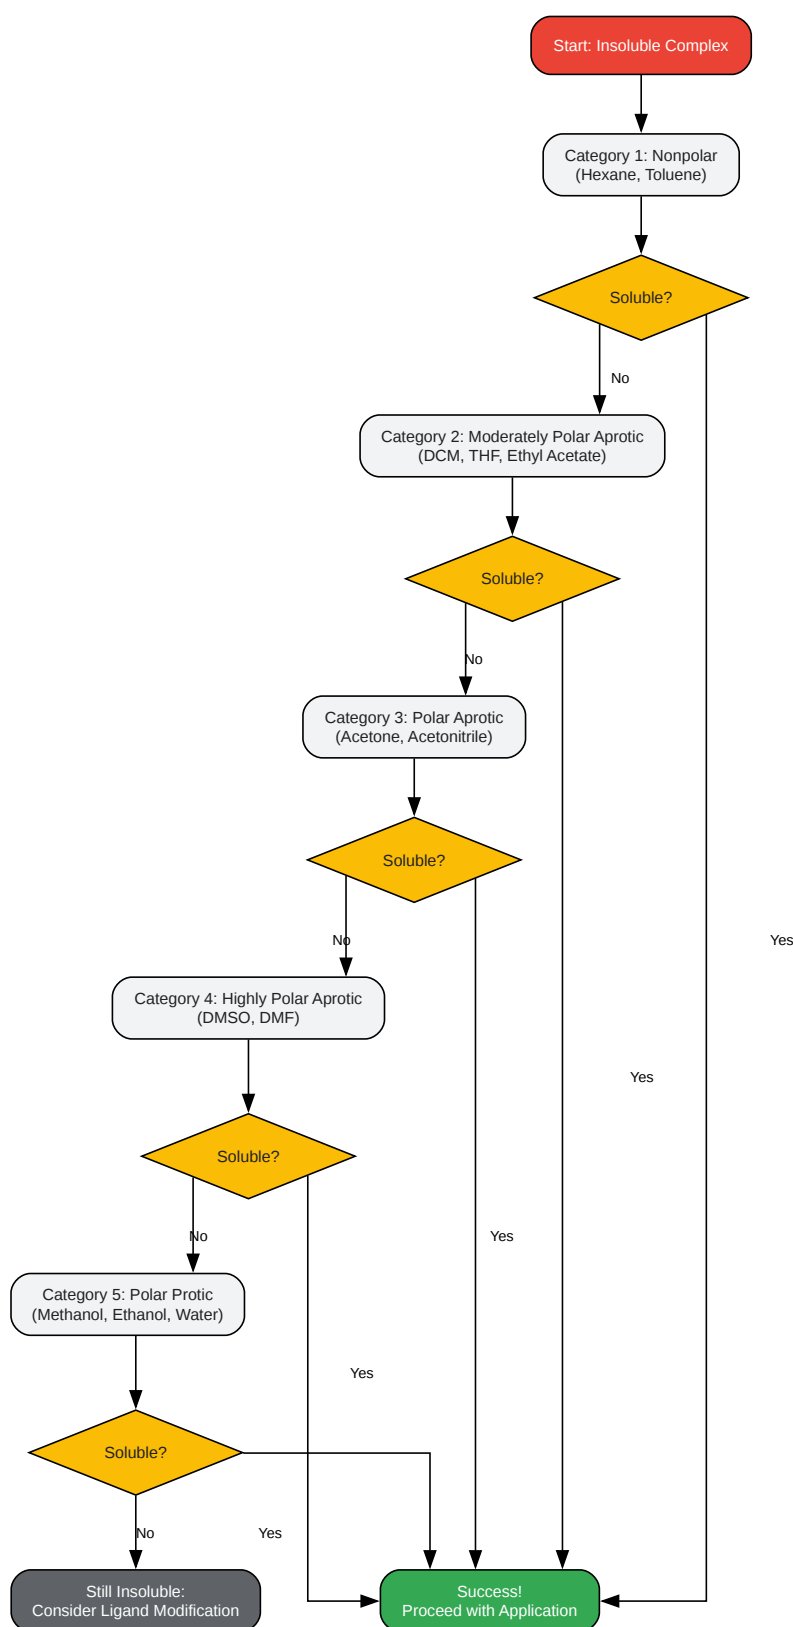 Start: Insoluble Complex
Category 1: Nonpolar
(Hexane, Toluene)
Soluble?
No
Category 2: Moderately Polar Aprotic
(DCM, THF, Ethyl Acetate)
Soluble?
No
Category 3: Polar Aprotic
(Acetone, Acetonitrile)
Soluble?
No
Yes
Category 4: Highly Polar Aprotic
(DMSO, DMF)
Yes
Soluble?
No
Yes
Category 5: Polar Protic
(Methanol, Ethanol, Water)
Yes
Soluble?
No
Yes
Still Insoluble:
Consider Ligand Modification
Success!
Proceed with Application